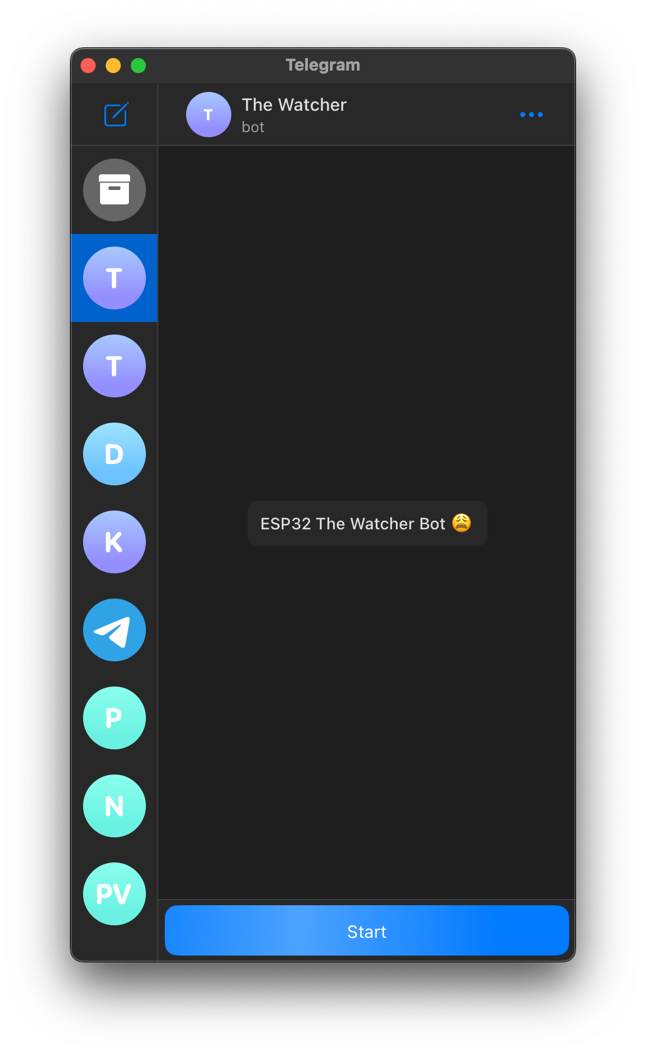 Telegram
T
The Watcher
bot
T
T
D
K
P
N
PV
ESP32 The Watcher Bot 😩
Start